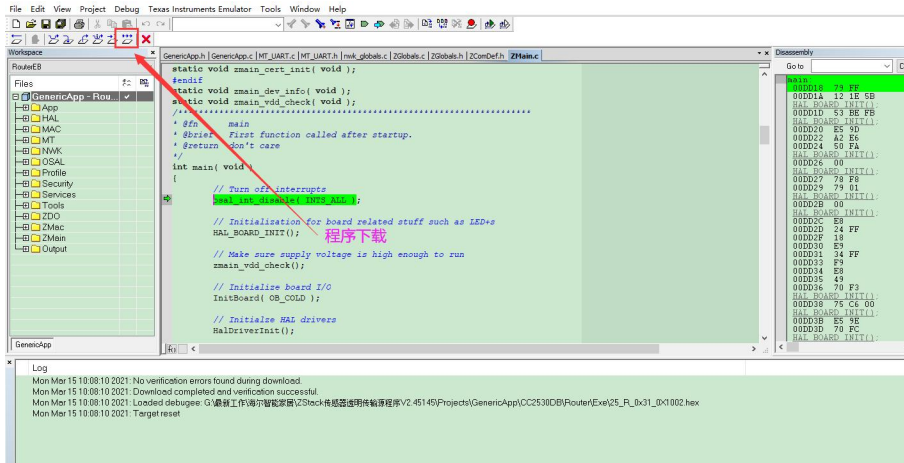 File Edit View Project Debug Texas Instruments Emulator Tools Window Help
Workspace
RouterEB
Files
GenericApp - Rou...
App
HAL
MAC
MT
NWK
OSAL
Profile
Security
Services
Tools
ZDO
ZMac
ZMain
Output
GenericApp
GenericApp.h | GenericApp.c | MT_UART.c | MT_UART.h | nwk_globals.c | ZGlobals.c | ZGlobals.h | ZComDef.h ZMain.c
static void zmain_cert_init( void );
#endif
static void zmain_dev_info( void );
static void zmain_vdd_check( void );
* @fn main
* @brief First function called after startup.
* @return don't care
*/
int main( void )
{
// Turn off interrupts
osal_int_disable( INTS_ALL );
// Initialization for board related stuff such as LED+s
HAL_BOARD_INIT();
程序下载
// Make sure supply voltage is high enough to run
zmain_vdd_check();
// Initialize board I/O
InitBoard( OB_COLD );
// Initialze HAL drivers
HalDriverInit();
Disassembly
Go to
main:
00DD18 79 FF
00DD1A 12 1E 5B
HAL_BOARD_INIT();
00DD1D 53 BE FB
HAL_BOARD_INIT();
00DD20 E5 9D
00DD22 A2 E6
00DD24 50 FA
HAL_BOARD_INIT();
00DD26 00
HAL_BOARD_INIT();
00DD27 78 F8
00DD29 79 01
HAL_BOARD_INIT();
00DD2B 00
HAL_BOARD_INIT();
00DD2C E8
00DD2D 24 FF
00DD2F 18
00DD30 E9
00DD31 34 FF
00DD33 F9
00DD34 E8
00DD35 49
00DD36 70 F3
HAL_BOARD_INIT();
00DD38 75 C6 00
HAL_BOARD_INIT();
00DD3B E5 9E
00DD3D 70 FC
HAL_BOARD_INIT();
Log
Mon Mar 15 10:08:10 2021: No verification errors found during download.
Mon Mar 15 10:08:10 2021: Download completed and verification successful.
Mon Mar 15 10:08:10 2021: Loaded debugee: G:\最新工作\海尔智能家居\ZStack传感器透明传输源程序V2.45145\Projects\GenericApp\CC2530DB\Router\Exe\25_R_0x31_0X1002.hex
Mon Mar 15 10:08:10 2021: Target reset